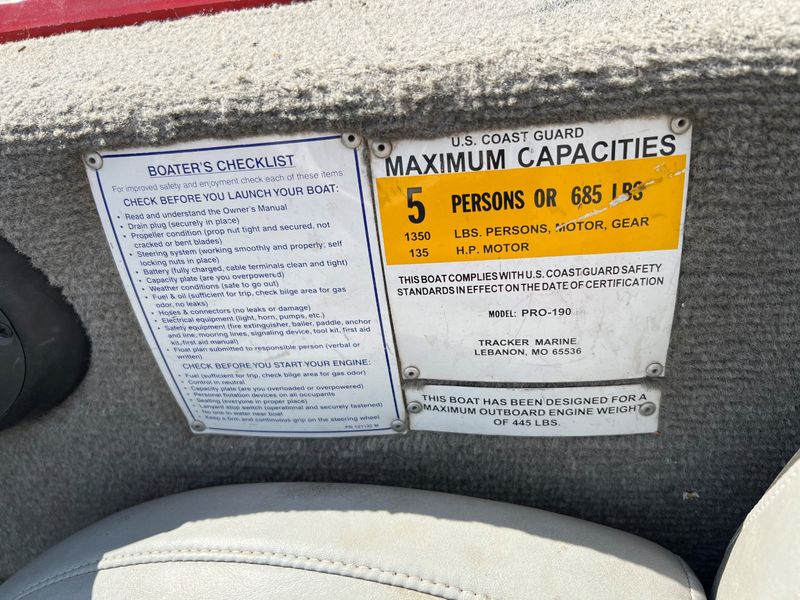 BOATER'S CHECKLIST
For improved safety and enjoyment check each of these items
CHECK BEFORE YOU LAUNCH YOUR BOAT:
• Read and understand the Owner's Manual
• Drain plug (securely in place)
• Propeller condition (prop nut tight and secured, not
cracked or bent blades)
• Steering system (working smoothly and properly; self
locking nuts in place)
• Battery (fully charged, cable terminals clean and tight)
• Capacity plate (are you overpowered)
• Weather conditions (safe to go out)
• Fuel & oil (sufficient for trip, check bilge area for gas
odor, no leaks)
• Hoses & connectors (no leaks or damage)
• Electrical equipment (light, horn, pumps, etc.)
• Safety equipment (fire extinguisher, bailer, paddle, anchor
and line, mooring lines, signaling device, tool kit, first aid
kit, first aid manual)
• Float plan submitted to responsible person (verbal or
written)
CHECK BEFORE YOU START YOUR ENGINE:
• Fuel (sufficient for trip, check bilge area for gas odor)
• Control in neutral
• Capacity plate (are you overloaded or overpowered)
• Personal flotation devices on all occupants
• Seating (everyone in proper place)
• Lanyard stop switch (operational and securely fastened)
• No one in water near boat
• Keep a firm and continuous grip on the steering wheel
U.S. COAST GUARD
MAXIMUM CAPACITIES
5 PERSONS OR 685 LBS
1350 LBS. PERSONS, MOTOR, GEAR
135 H.P. MOTOR
THIS BOAT COMPLIES WITH U.S. COAST GUARD SAFETY
STANDARDS IN EFFECT ON THE DATE OF CERTIFICATION
MODEL: PRO-190
TRACKER MARINE
LEBANON, MO 65536
THIS BOAT HAS BEEN DESIGNED FOR A
MAXIMUM OUTBOARD ENGINE WEIGHT
OF 445 LBS.